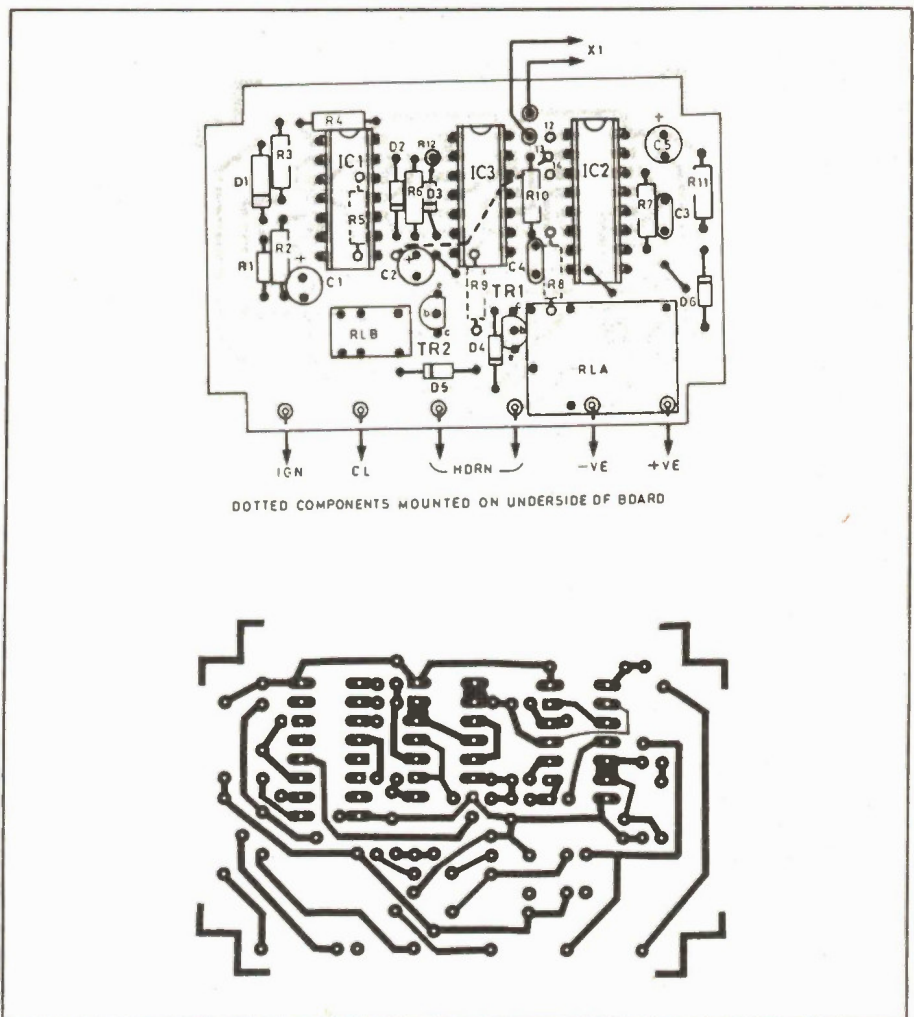 X1
R4
R3
D1
IC1
D2
R12
R6
D3
IC3
12
13
14
R10
IC2
+
C5
R11
R7
C3
R5
R2
R1
+
C1
C2
+
R9
C4
R8
TR1
D6
RLB
e
b
c
TR2
D4
c
b
e
RLA
D5
IGN
CL
HORN
-VE
+VE
DOTTED COMPONENTS MOUNTED ON UNDERSIDE OF BOARD